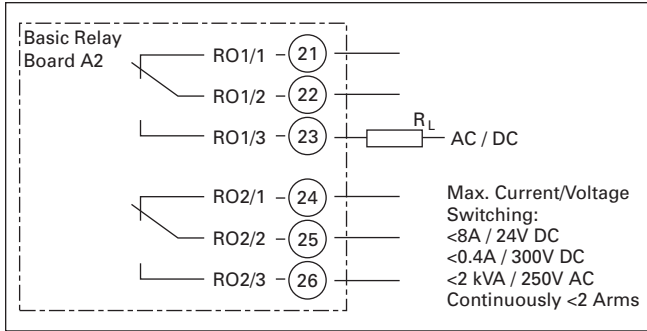 Basic Relay
Board A2
RO1/1
21
RO1/2
22
RO1/3
23
RL
AC / DC
RO2/1
24
RO2/2
25
RO2/3
26
Max. Current/Voltage
Switching:
<8A / 24V DC
<0.4A / 300V DC
<2 kVA / 250V AC
Continuously <2 Arms